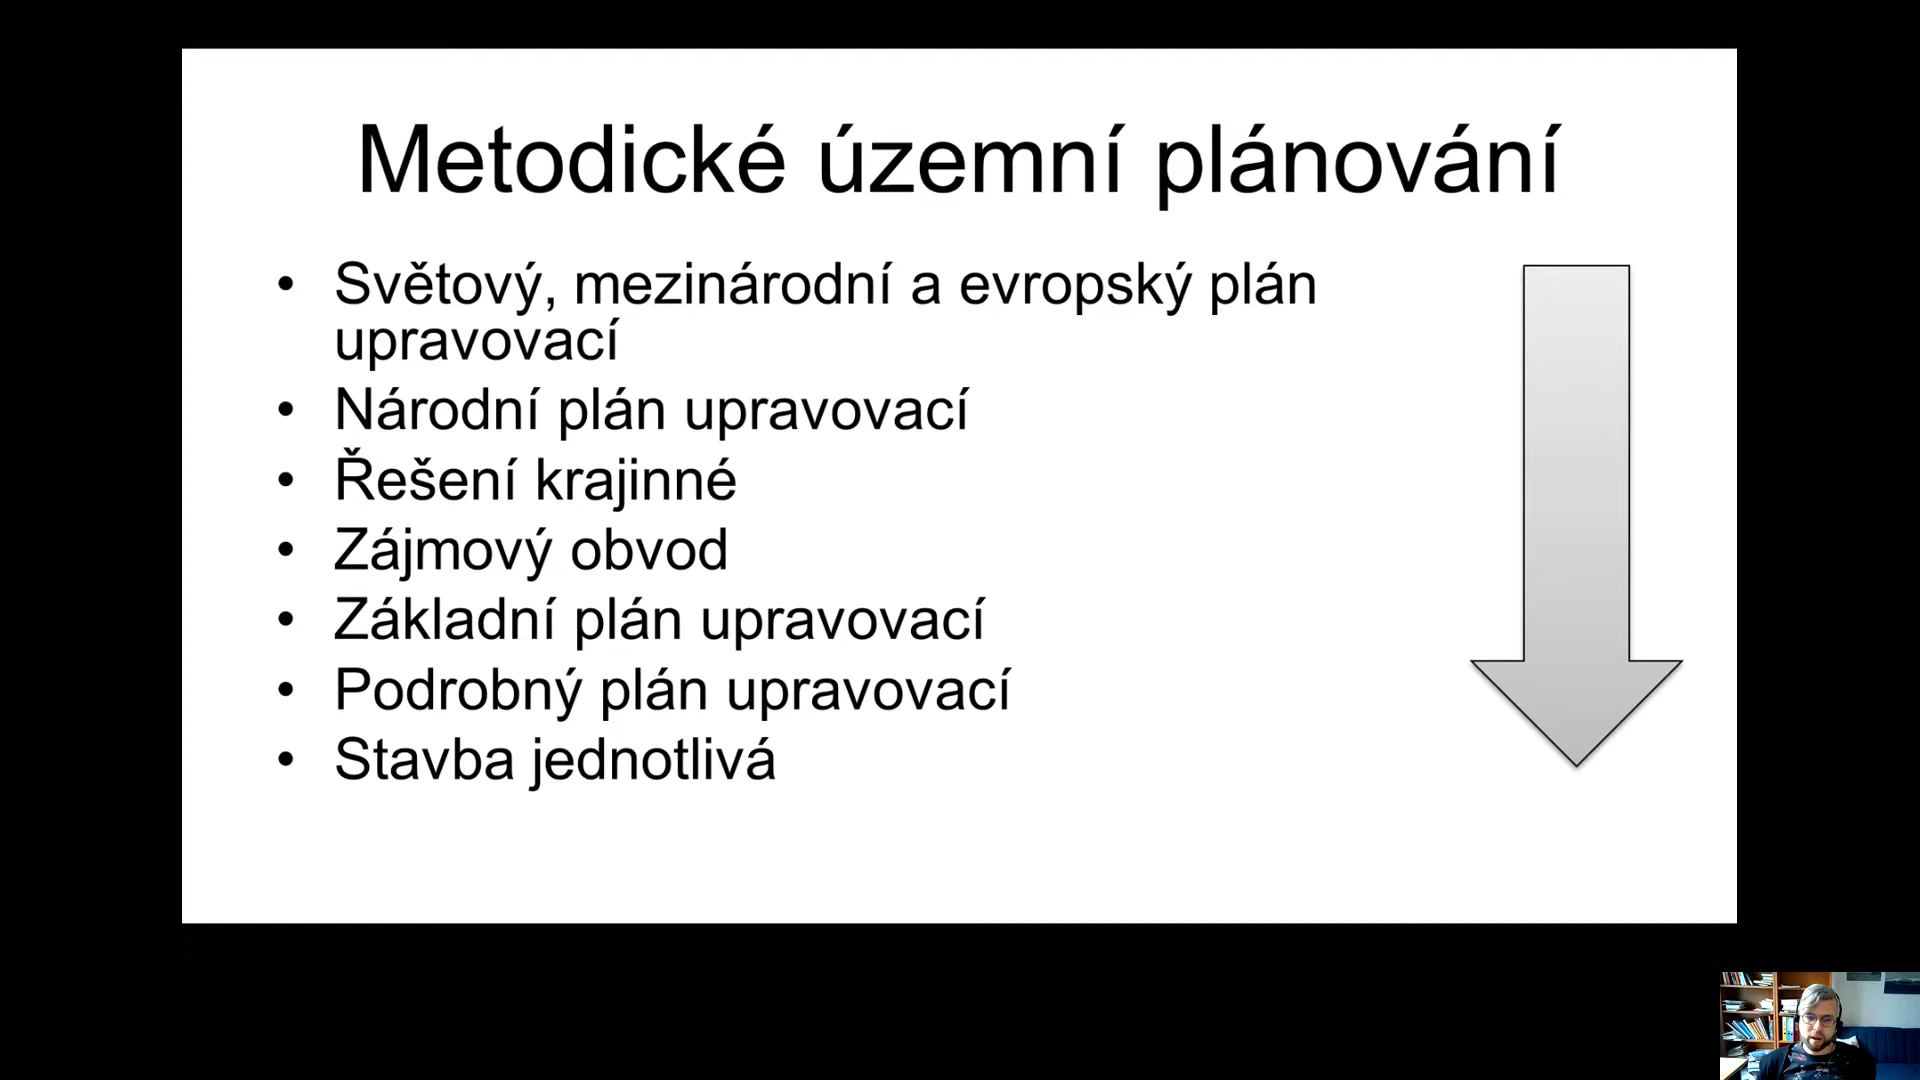 Metodické územní plánování
• Světový, mezinárodní a evropský plán
upravovací
• Národní plán upravovací
• Řešení krajinné
• Zájmový obvod
• Základní plán upravovací
• Podrobný plán upravovací
• Stavba jednotlivá